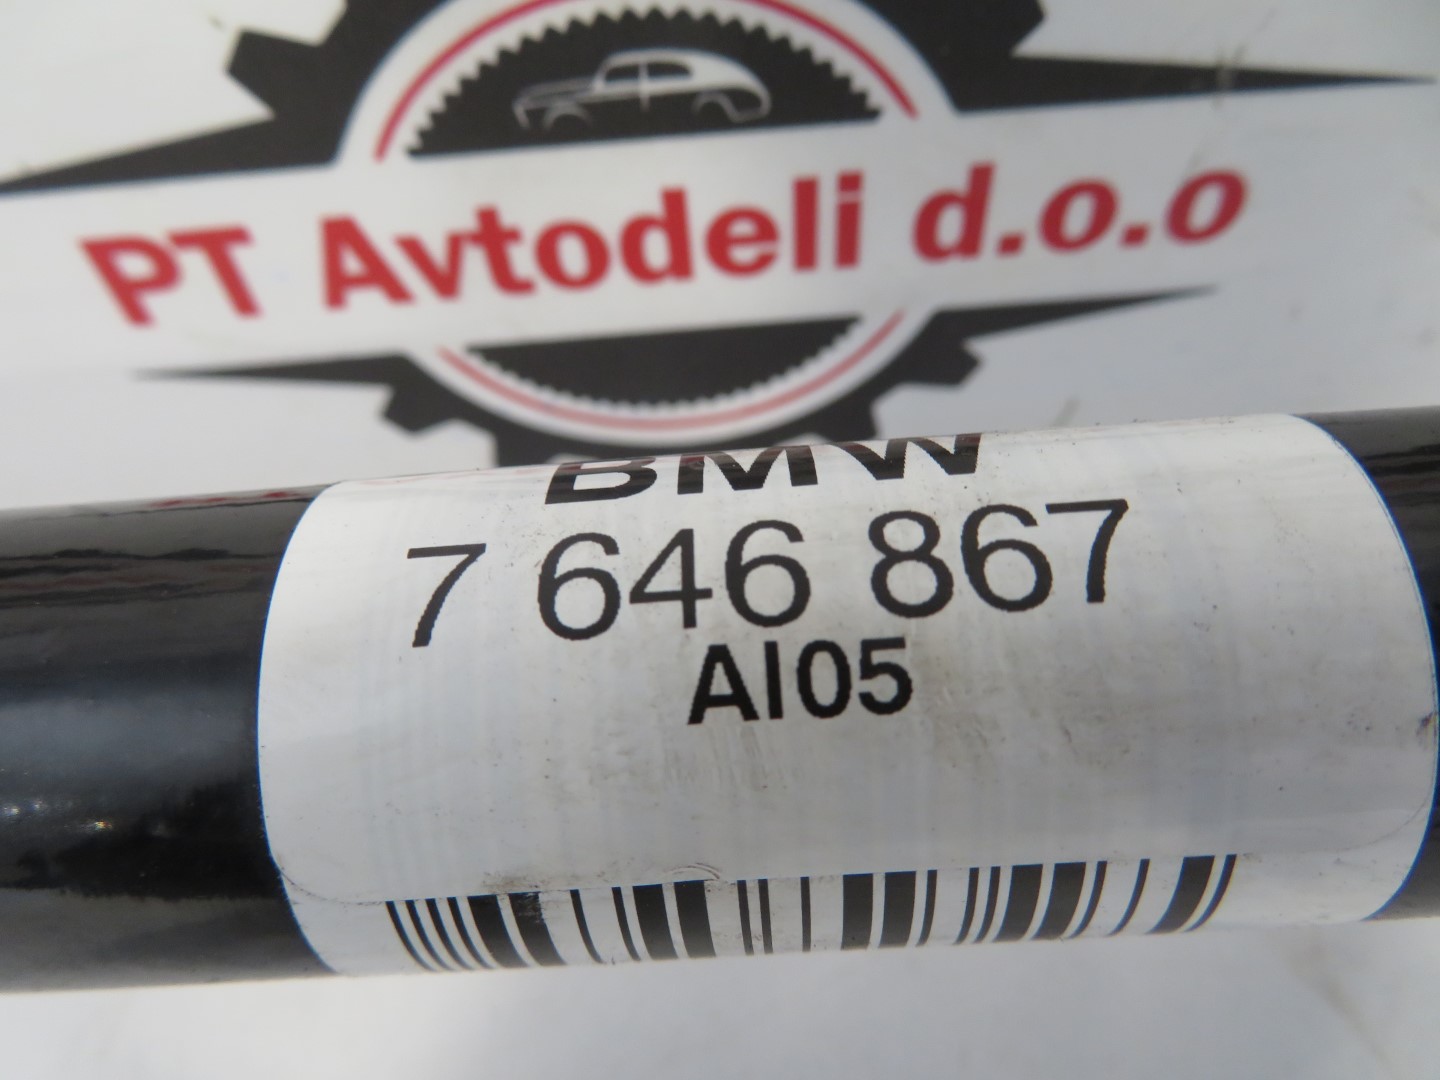 PT Avtodeli d.o.o
BMW
7 646 867
AI05